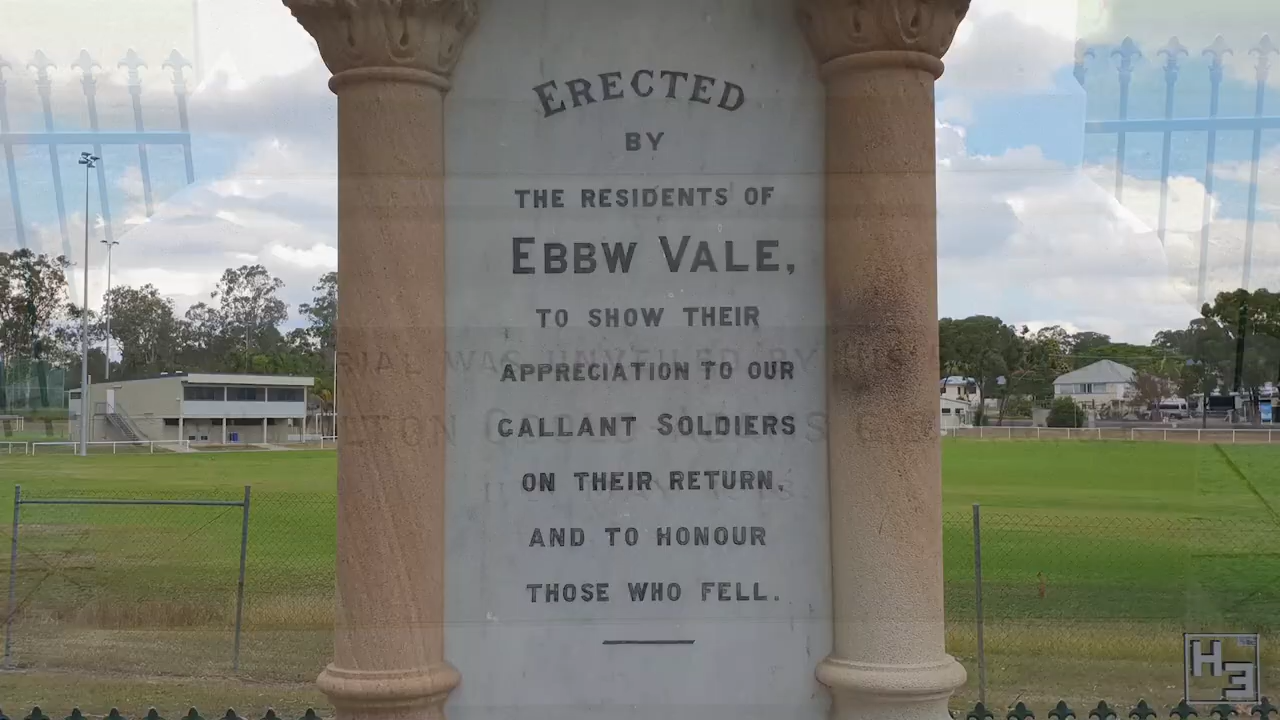 ERECTED
BY
THE RESIDENTS OF
EBBW VALE,
TO SHOW THEIR
APPRECIATION TO OUR
GALLANT SOLDIERS
ON THEIR RETURN,
AND TO HONOUR
THOSE WHO FELL.
H3